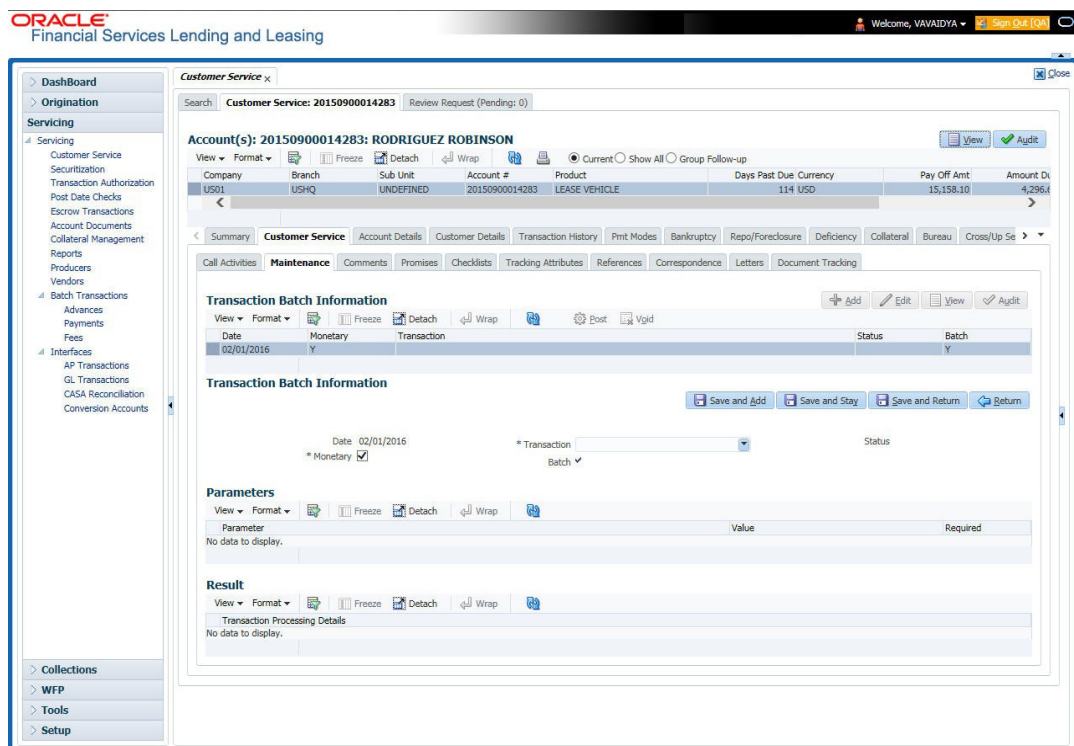 ORACLE
Financial Services Lending and Leasing
Welcome, VAVAIDYA
Sign Out [QA]
Close
DashBoard
Origination
Servicing
Servicing
Customer Service
Securitization
Transaction Authorization
Post Date Checks
Escrow Transactions
Account Documents
Collateral Management
Reports
Producers
Vendors
Batch Transactions
Advances
Payments
Fees
Interfaces
AP Transactions
GL Transactions
CASA Reconciliation
Conversion Accounts
Collections
WFP
Tools
Setup
Customer Service x
Search Customer Service: 20150900014283 Review Request (Pending: 0)
Account(s): 20150900014283: RODRIGUEZ ROBINSON
View Audit
View Format Freeze Detach Wrap Current Show All Group Follow-up
Company Branch Sub Unit Account # Product Days Past Due Currency Pay Off Amt Amount Du
US01 USHQ UNDEFINED 20150900014283 LEASE VEHICLE 114 USD 15,158.10 4,296.6
Summary Customer Service Account Details Customer Details Transaction History Pmt Modes Bankruptcy Repo/Foreclosure Deficiency Collateral Bureau Cross/Up Se
Call Activities Maintenance Comments Promises Checklists Tracking Attributes References Correspondence Letters Document Tracking
Transaction Batch Information
Add Edit View Audit
View Format Freeze Detach Wrap Post Void
Date Monetary Transaction Status Batch
02/01/2016 Y Y
Transaction Batch Information
Save and Add Save and Stay Save and Return Return
Date 02/01/2016 * Transaction Status
* Monetary Batch
Parameters
View Format Freeze Detach Wrap
Parameter Value Required
No data to display.
Result
View Format Freeze Detach Wrap
Transaction Processing Details
No data to display.